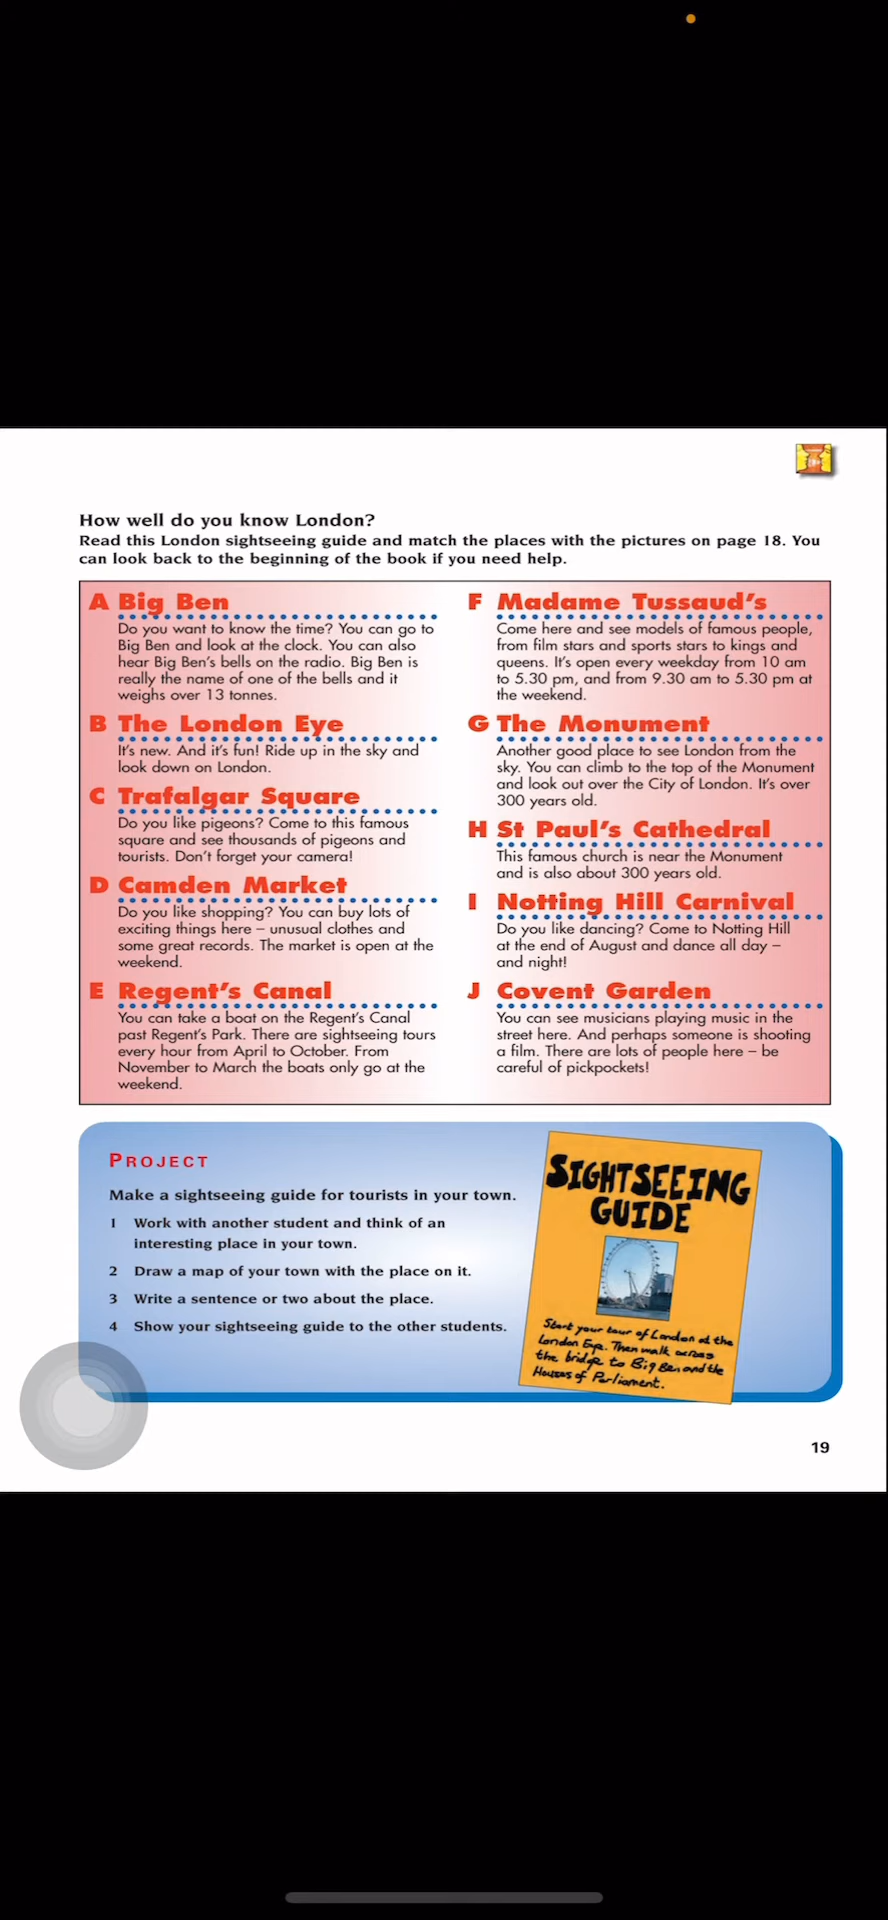 How well do you know London?
Read this London sightseeing guide and match the places with the pictures on page 18. You
can look back to the beginning of the book if you need help.
A Big Ben
Do you want to know the time? You can go to
Big Ben and look at the clock. You can also
hear Big Ben's bells on the radio. Big Ben is
really the name of one of the bells and it
weighs over 13 tonnes.
B The London Eye
It's new. And it's fun! Ride up in the sky and
look down on London.
C Trafalgar Square
Do you like pigeons? Come to this famous
square and see thousands of pigeons and
tourists. Don't forget your camera!
D Camden Market
Do you like shopping? You can buy lots of
exciting things here – unusual clothes and
some great records. The market is open at the
weekend.
E Regent's Canal
You can take a boat on the Regent's Canal
past Regent's Park. There are sightseeing tours
every hour from April to October. From
November to March the boats only go at the
weekend.
F Madame Tussaud's
Come here and see models of famous people,
from film stars and sports stars to kings and
queens. It's open every weekday from 10 am
to 5.30 pm, and from 9.30 am to 5.30 pm at
the weekend.
G The Monument
Another good place to see London from the
sky. You can climb to the top of the Monument
and look out over the City of London. It's over
300 years old.
H St Paul's Cathedral
This famous church is near the Monument
and is also about 300 years old.
I Notting Hill Carnival
Do you like dancing? Come to Notting Hill
at the end of August and dance all day –
and night!
J Covent Garden
You can see musicians playing music in the
street here. And perhaps someone is shooting
a film. There are lots of people here – be
careful of pickpockets!
PROJECT
Make a sightseeing guide for tourists in your town.
1 Work with another student and think of an
interesting place in your town.
2 Draw a map of your town with the place on it.
3 Write a sentence or two about the place.
4 Show your sightseeing guide to the other students.
SIGHTSEEING
GUIDE
Start your tour of London at the
London Eye. Then walk across
the bridge to Big Ben and the
Houses of Parliament.
19